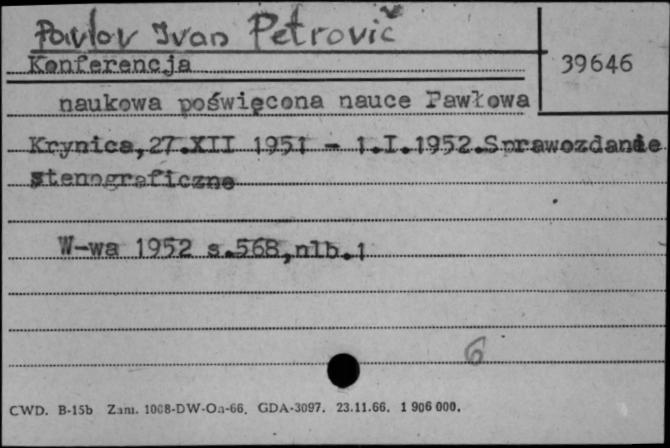 Pavlov Ivan Petrovič
Konferencja
39646
naukowa poświęcona nauce Pawłowa
Krynica,27.XII 1951 - 1.I.1952.Sprawozdanie
stenograficzne
W-wa 1952 s.568,nlb.1
6
CWD. B-15b Zam. 1008-DW-Oa-66. GDA-3097. 23.11.66. 1 906 000.